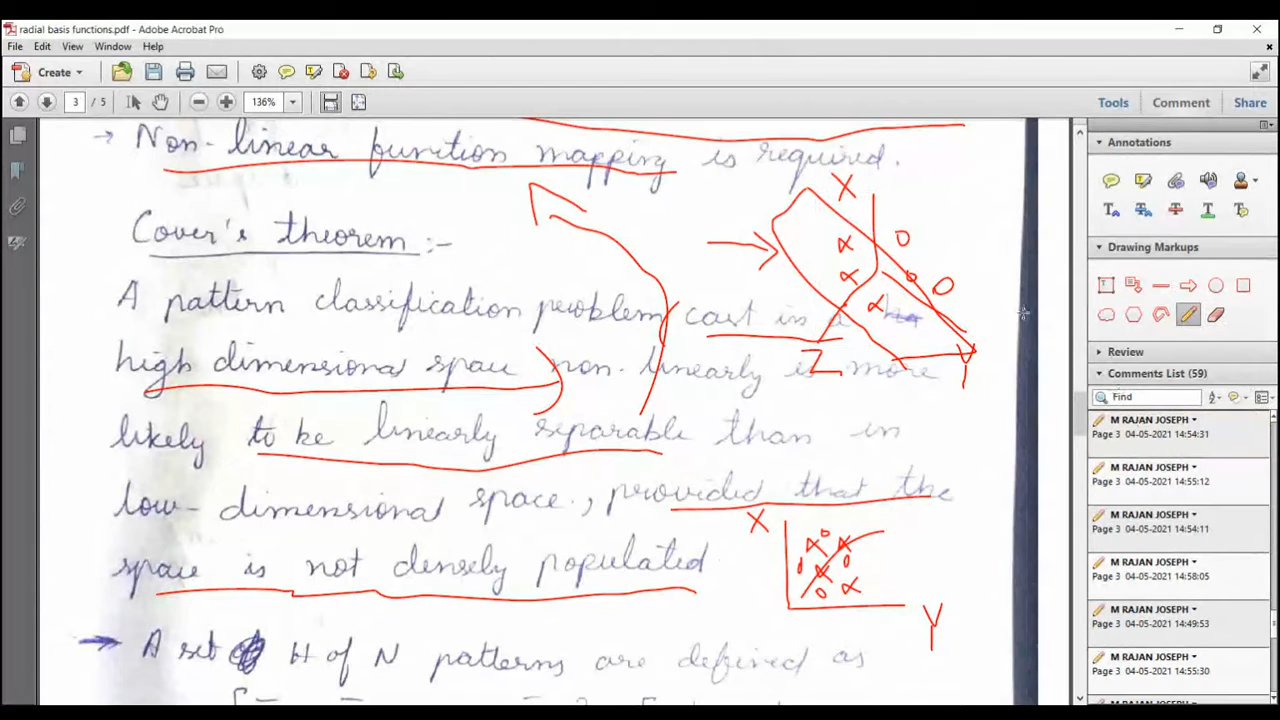 radial basis functions.pdf - Adobe Acrobat Pro
File Edit View Window Help
Create
3 / 5 136% Tools Comment Share
→ Non-linear function mapping is required.
Cover's theorem :-
A pattern classification problem cast in a
high dimensional space non-linearly is more
likely to be linearly separable than in
low-dimensional space, provided that the
space is not densely populated
→ A set H of N patterns are defined as
X
Z
Y
X
Y
Annotations
Drawing Markups
Review
Comments List (59)
Find
M RAJAN JOSEPH
Page 3 04-05-2021 14:54:31
M RAJAN JOSEPH
Page 3 04-05-2021 14:55:12
M RAJAN JOSEPH
Page 3 04-05-2021 14:54:11
M RAJAN JOSEPH
Page 3 04-05-2021 14:58:05
M RAJAN JOSEPH
Page 3 04-05-2021 14:49:53
M RAJAN JOSEPH
Page 3 04-05-2021 14:55:30
M RAJAN JOSEPH